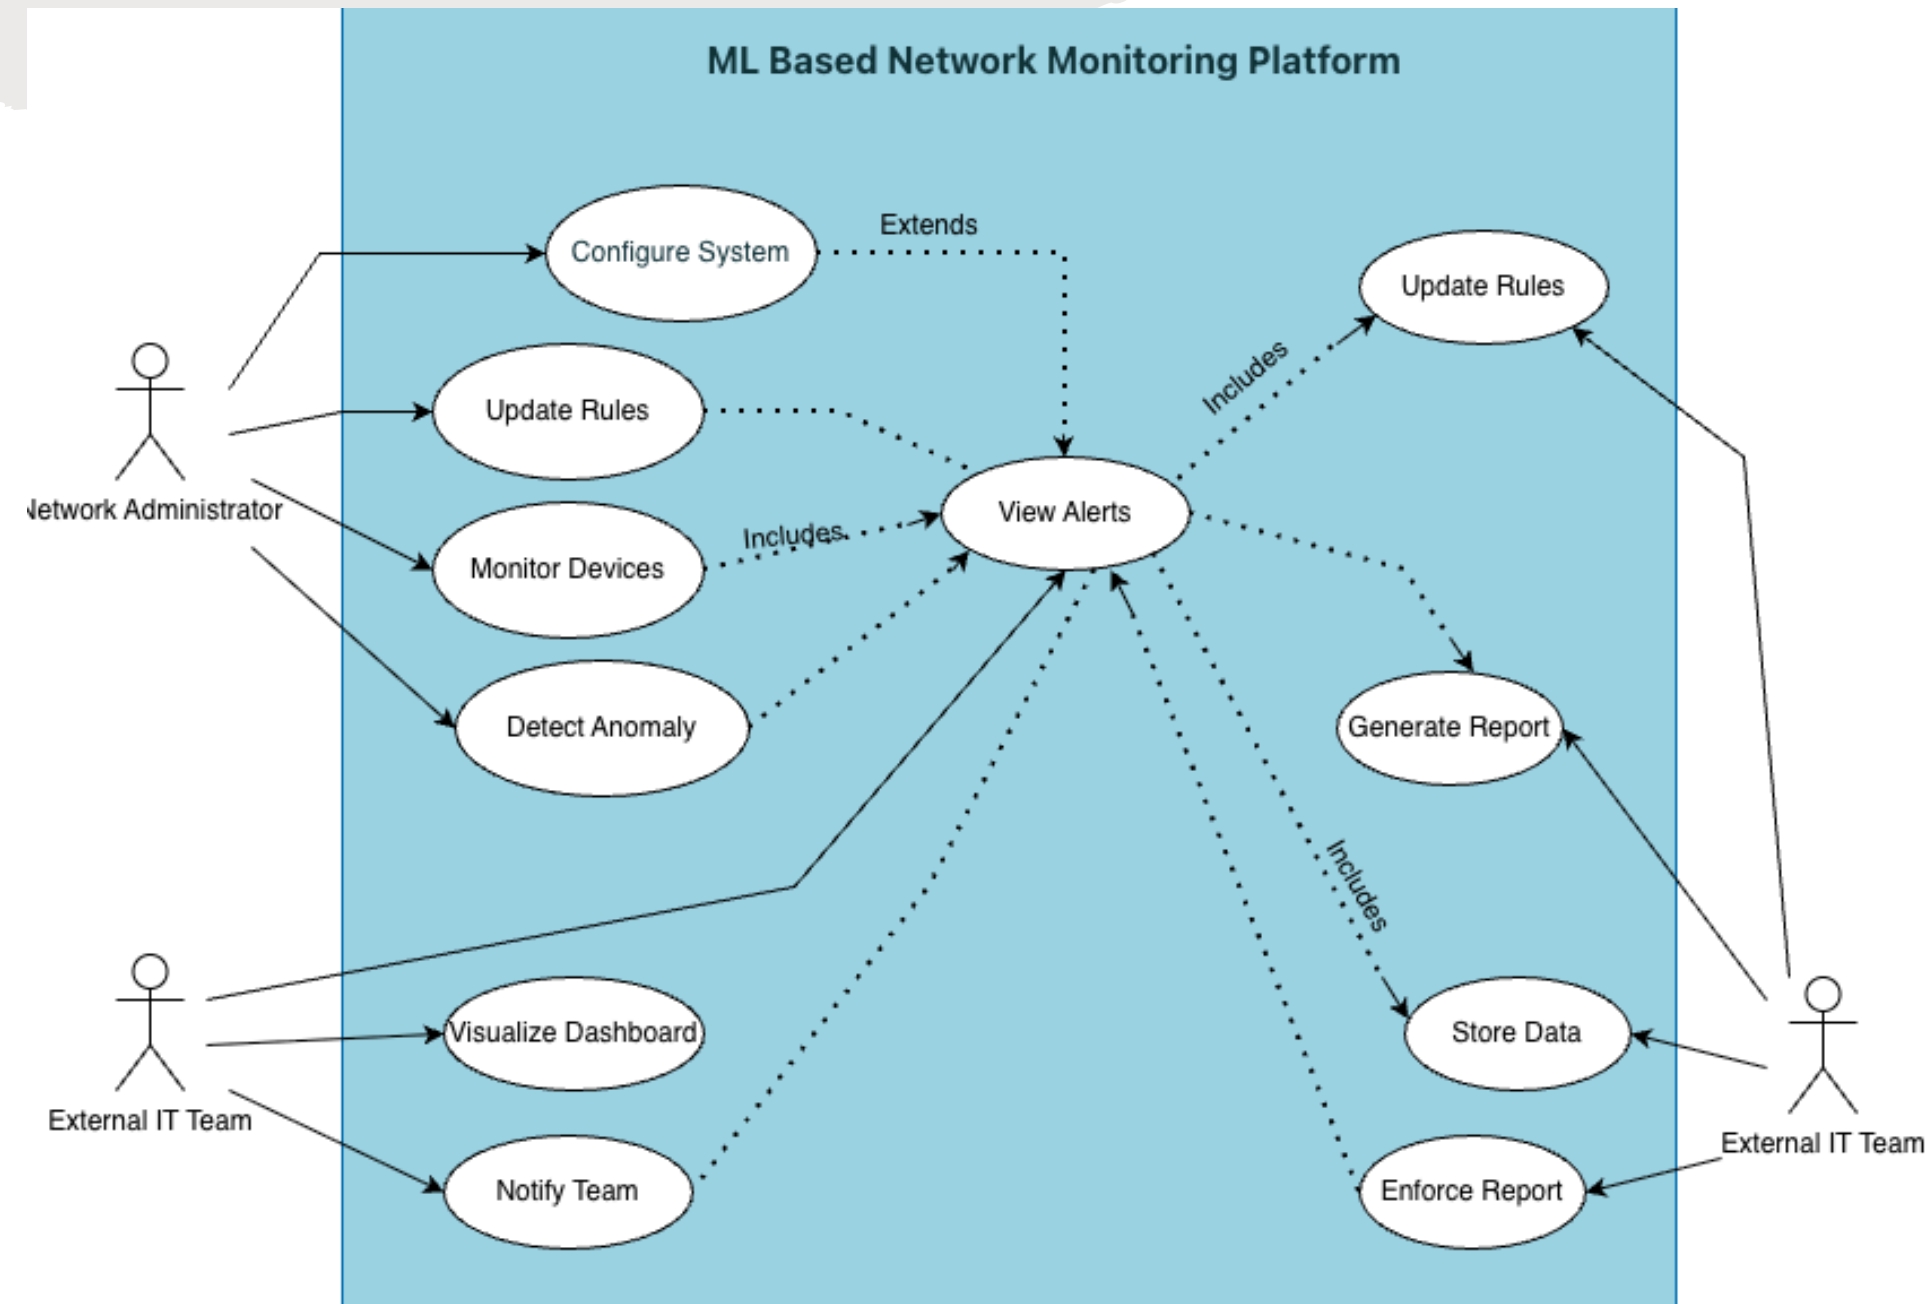 ML Based Network Monitoring Platform
Extends
Configure System
Update Rules
Includes
Update Rules
Network Administrator
View Alerts
Includes
Monitor Devices
Detect Anomaly
Generate Report
Includes
Visualize Dashboard
Store Data
External IT Team
External IT Team
Notify Team
Enforce Report